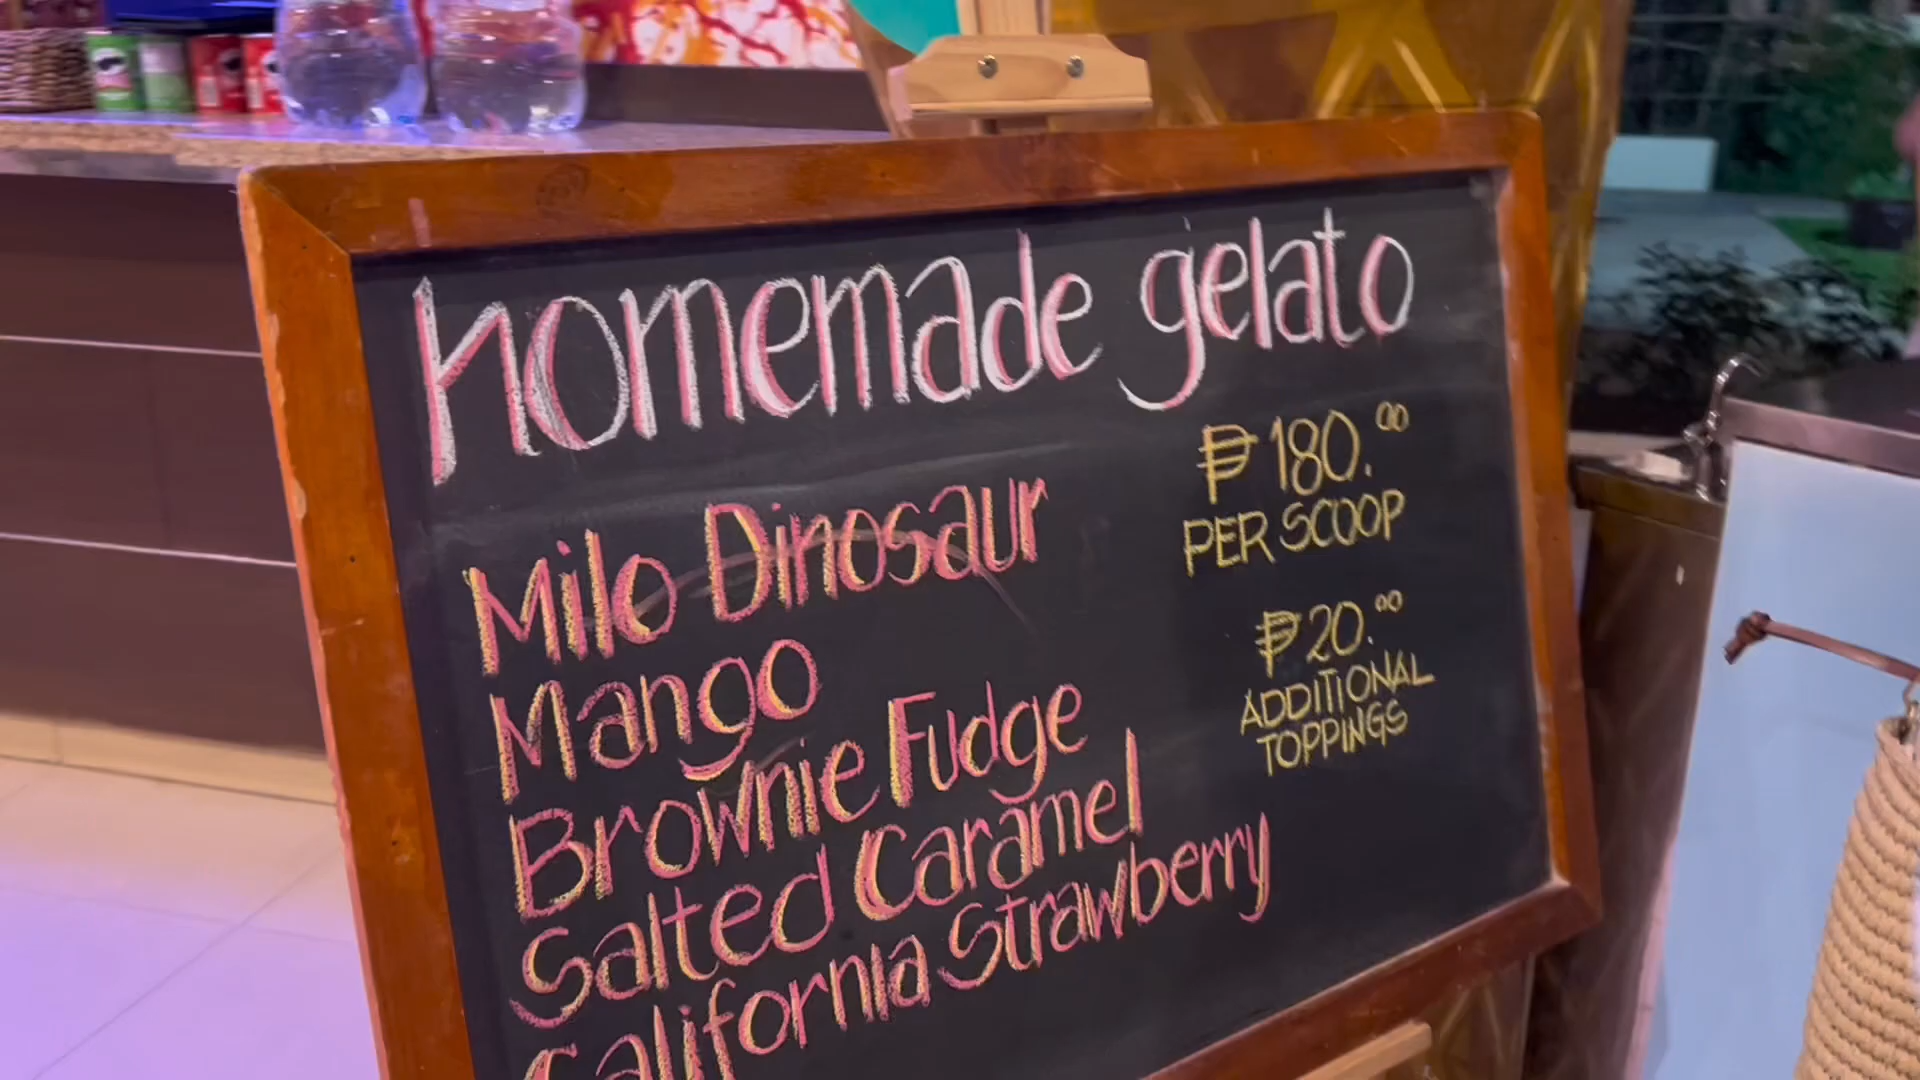 homemade gelato
₱180.00
PER SCOOP
Milo Dinosaur
Mango
Brownie Fudge
Salted Caramel
California Strawberry
₱20.00
ADDITIONAL
TOPPINGS